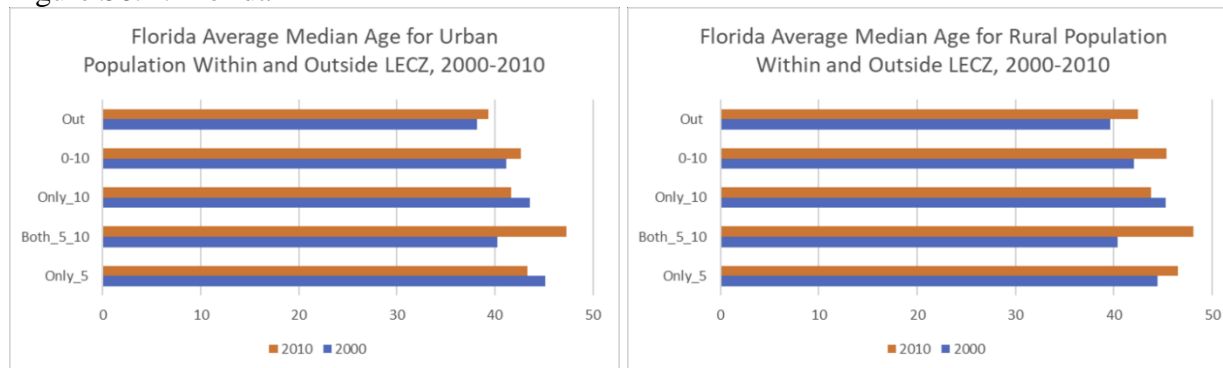 Florida Average Median Age for Urban
Population Within and Outside LECZ, 2000-2010
Out
0-10
Only_10
Both_5_10
Only_5
0 10 20 30 40 50
2010 2000
Florida Average Median Age for Rural Population
Within and Outside LECZ, 2000-2010
Out
0-10
Only_10
Both_5_10
Only_5
0 10 20 30 40 50
2010 2000